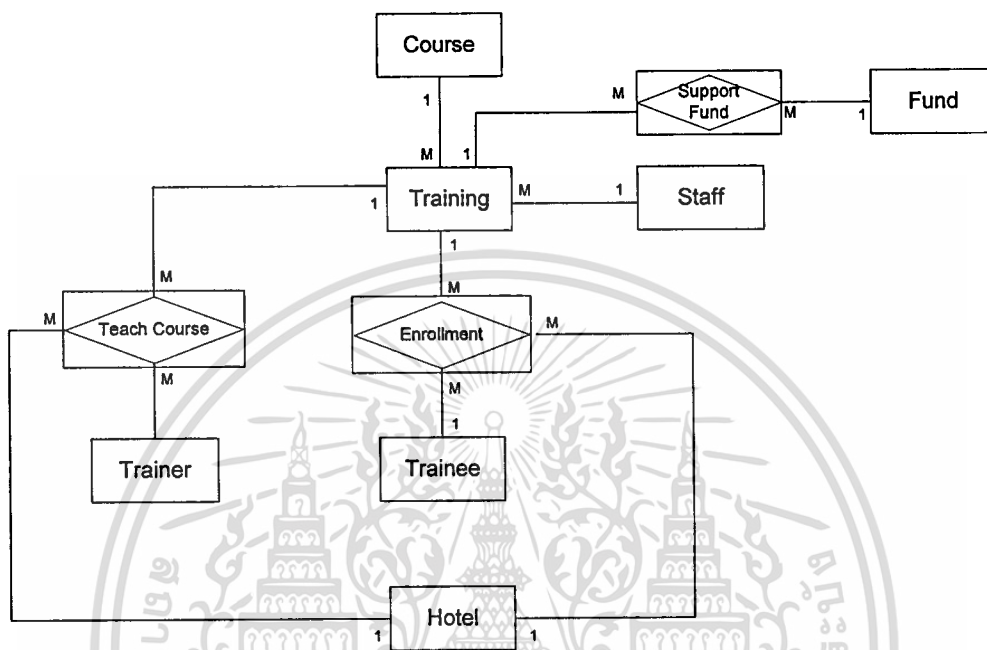 Course
1
M
Support
Fund
M
1
Fund
M
1
M
Training
M
1
Staff
1
1
M
M
M
Teach Course
Enrollment
M
M
M
1
Trainer
Trainee
Hotel
1
1